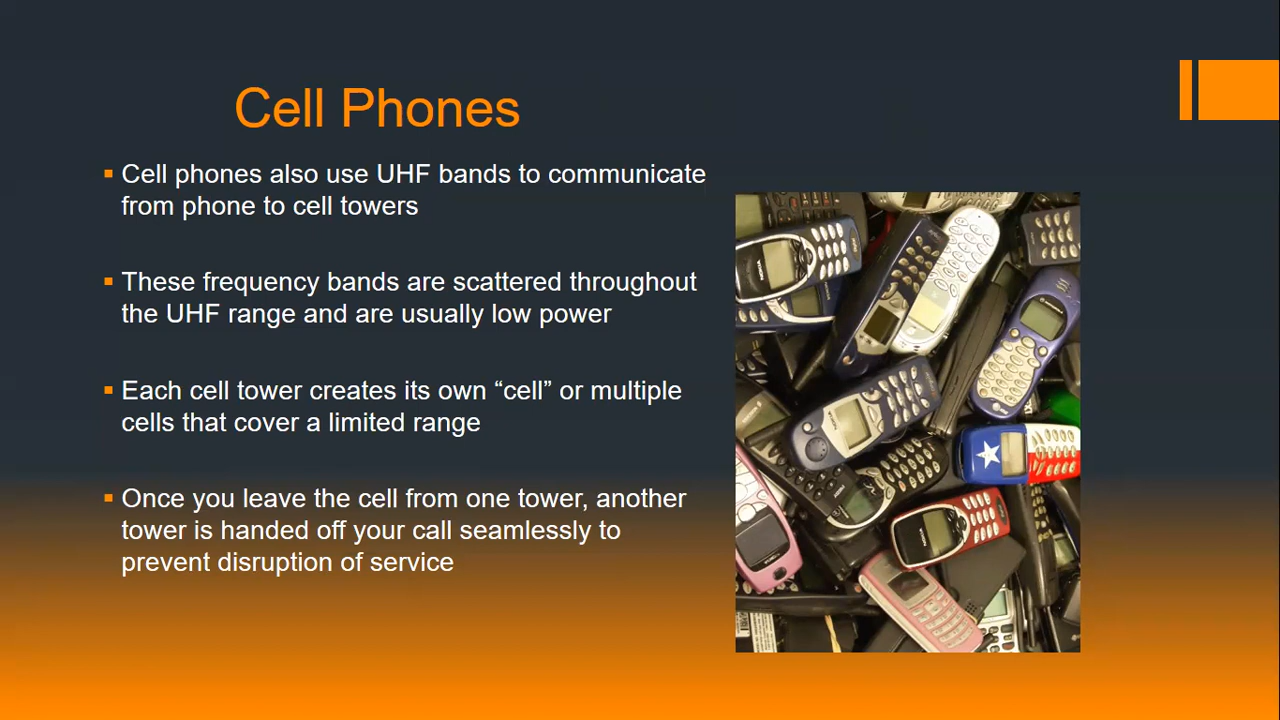 Cell Phones
▪ Cell phones also use UHF bands to communicate
from phone to cell towers
▪ These frequency bands are scattered throughout
the UHF range and are usually low power
▪ Each cell tower creates its own “cell” or multiple
cells that cover a limited range
▪ Once you leave the cell from one tower, another
tower is handed off your call seamlessly to
prevent disruption of service
NOKIA